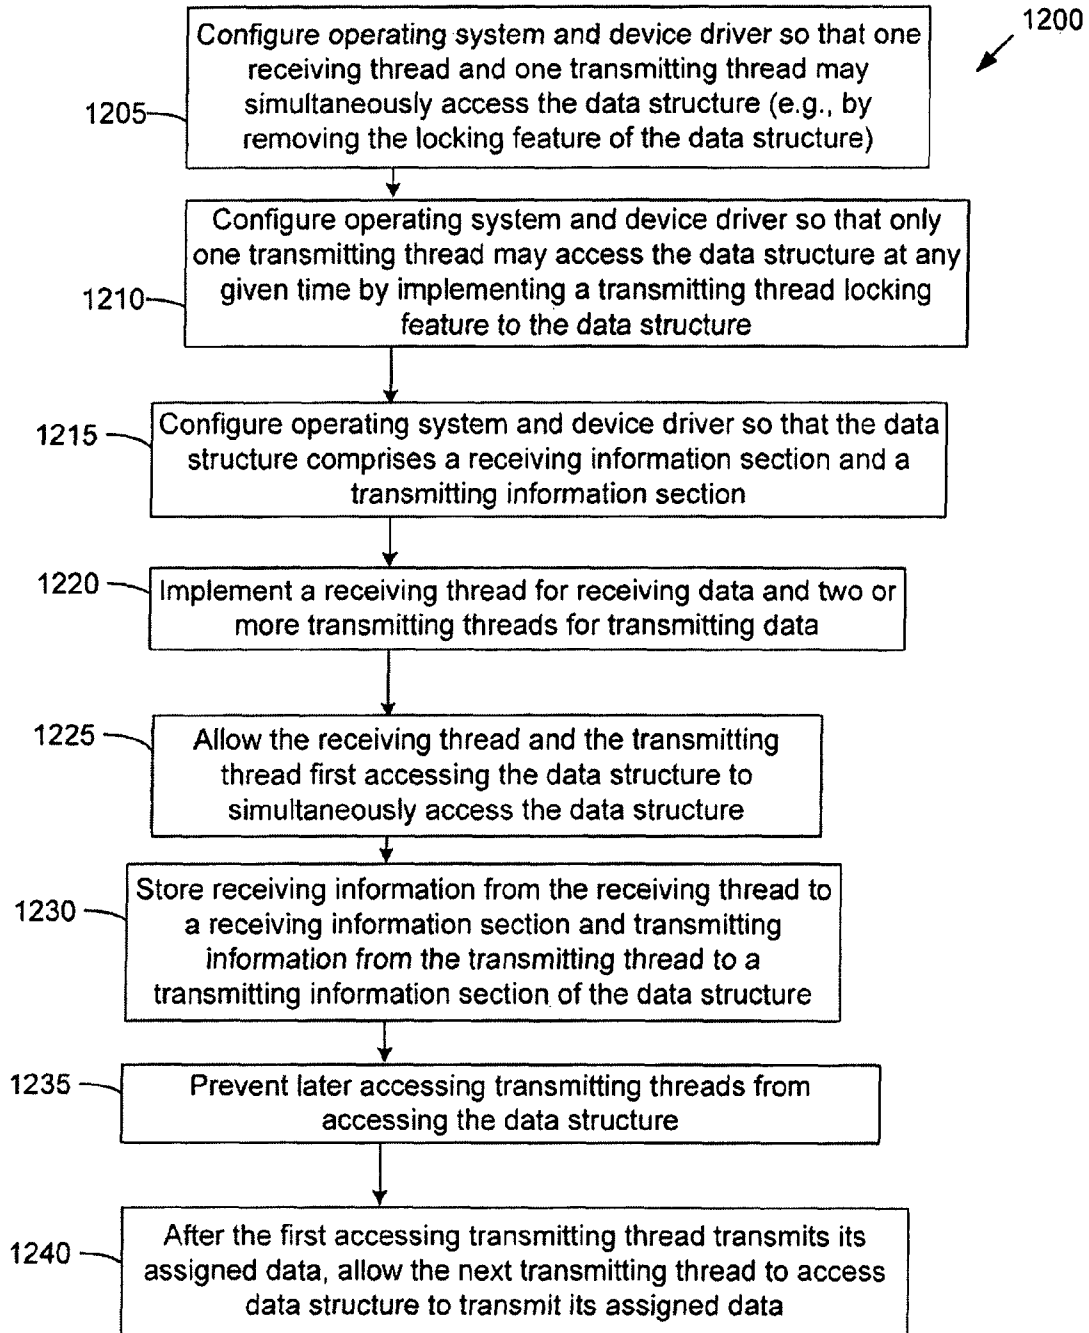 1200
Configure operating system and device driver so that one
receiving thread and one transmitting thread may
simultaneously access the data structure (e.g., by
removing the locking feature of the data structure)
1205
Configure operating system and device driver so that only
one transmitting thread may access the data structure at any
given time by implementing a transmitting thread locking
feature to the data structure
1210
1215
Configure operating system and device driver so that the data
structure comprises a receiving information section and a
transmitting information section
1220
Implement a receiving thread for receiving data and two or
more transmitting threads for transmitting data
1225
Allow the receiving thread and the transmitting
thread first accessing the data structure to
simultaneously access the data structure
1230
Store receiving information from the receiving thread to
a receiving information section and transmitting
information from the transmitting thread to a
transmitting information section of the data structure
1235
Prevent later accessing transmitting threads from
accessing the data structure
1240
After the first accessing transmitting thread transmits its
assigned data, allow the next transmitting thread to access
data structure to transmit its assigned data